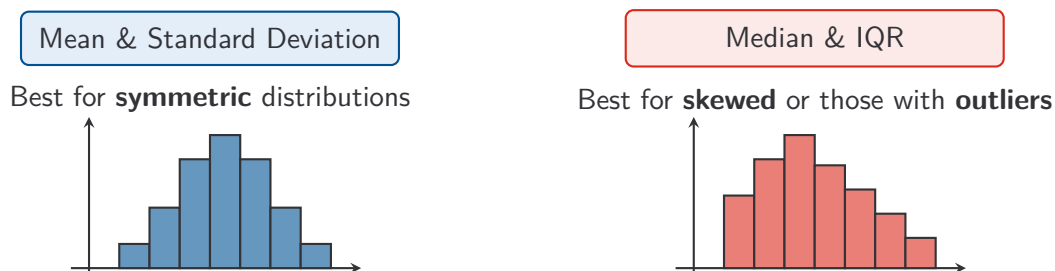 Mean & Standard Deviation
Best for symmetric distributions
Median & IQR
Best for skewed or those with outliers